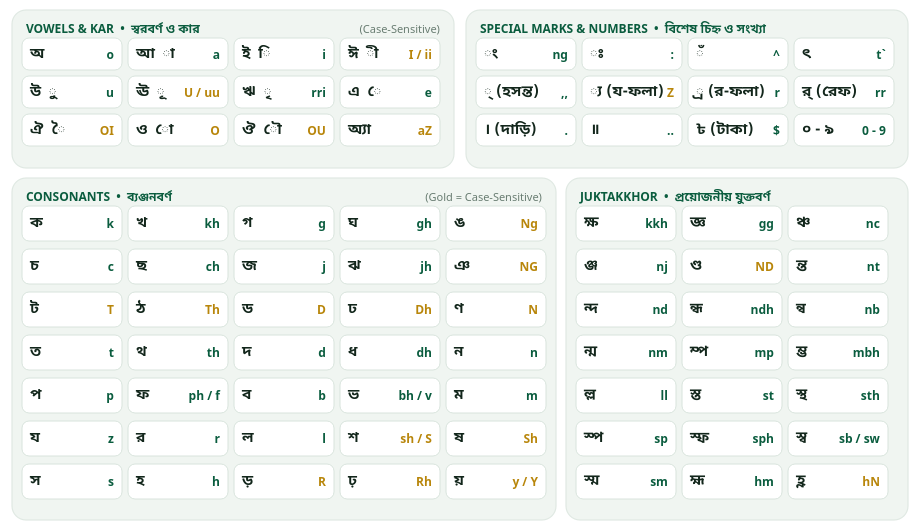 VOWELS & KAR • স্বরবর্ণ ও কার (Case-Sensitive)
অ o আ া a ই ি i ঈ ী I / ii
উ ু u ঊ ূ U / uu ঋ ৃ rri এ ে e
ঐ ৈ OI ও ো O ঔ ৌ OU অ্যা aZ
SPECIAL MARKS & NUMBERS • বিশেষ চিহ্ন ও সংখ্যা
ং ng ঃ : ঁ ^ ৎ t`
্ (হসন্ত) ,, ্য (য-ফলা) Z ্র (র-ফলা) r র্ (রেফ) rr
। (দাড়ি) . ॥ .. ৳ (টাকা) $ ০ - ৯ 0 - 9
CONSONANTS • ব্যঞ্জনবর্ণ (Gold = Case-Sensitive)
ক k খ kh গ g ঘ gh ঙ Ng
চ c ছ ch জ j ঝ jh ঞ NG
ট T ঠ Th ড D ঢ Dh ণ N
ত t থ th দ d ধ dh ন n
প p ফ ph / f ব b ভ bh / v ম m
য z র r ল l শ sh / S ষ Sh
স s হ h ড় R ঢ় Rh য় y / Y
JUKTAKKHOR • প্রয়োজনীয় যুক্তবর্ণ
ক্ষ kkh জ্ঞ gg ঞ্চ nc
ঞ্জ nj ণ্ড ND ন্ত nt
ন্দ nd ন্ধ ndh ন্ব nb
ন্ম nm ম্প mp ম্ভ mbh
ল্ল ll স্ত st স্থ sth
স্প sp স্ফ sph স্ব sb / sw
স্ম sm হ্ম hm হ্ণ hN